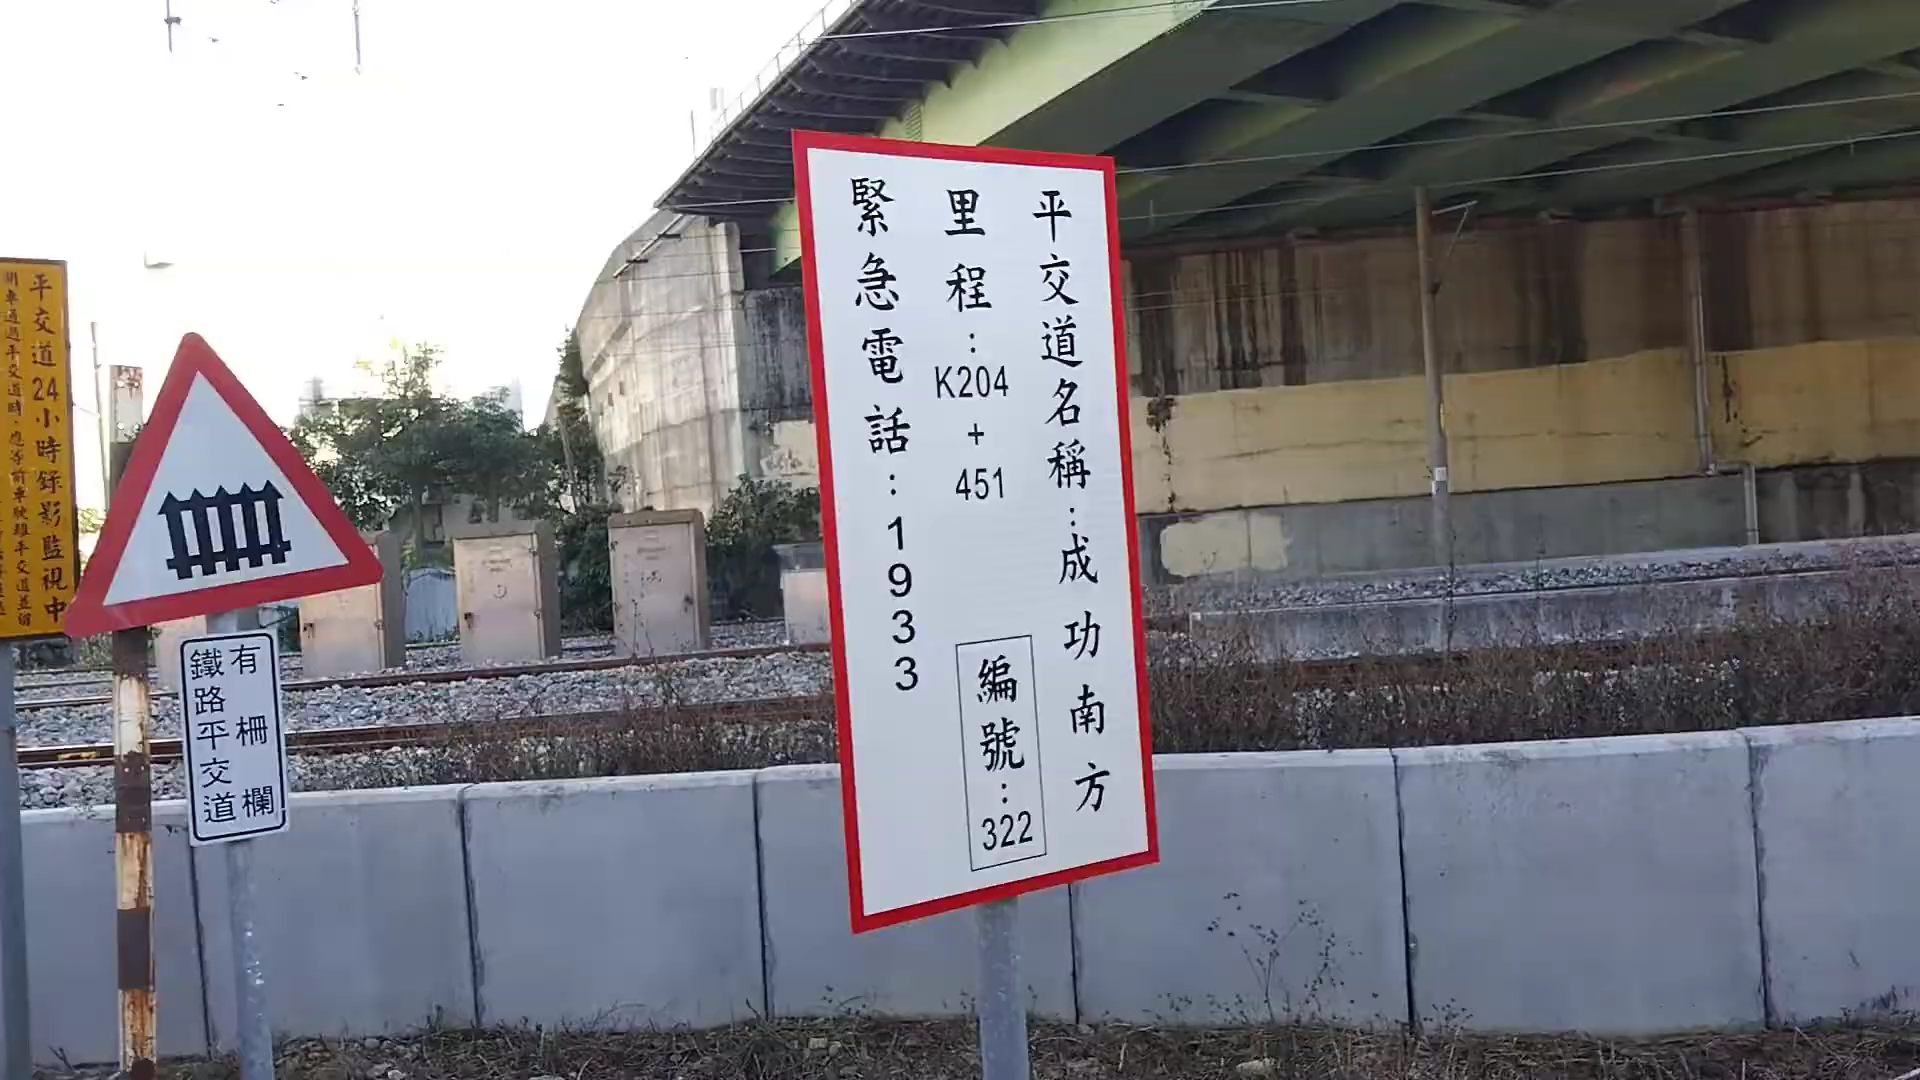 平交道名稱:成功南方
里程:K204+451
編號:322
緊急電話:1933
有柵欄
鐵路平交道
平交道24小時錄影監視中